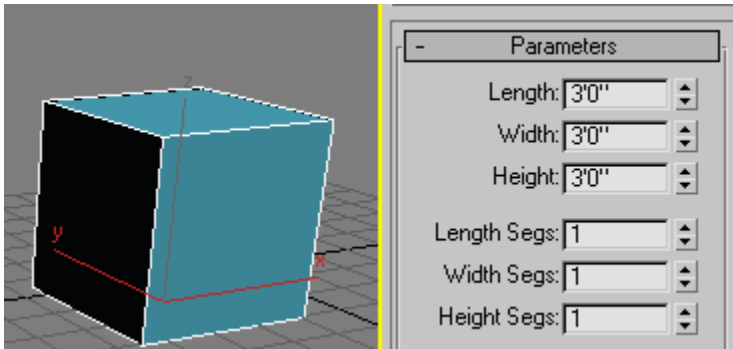 z
y
x
- Parameters
Length: 3'0"
Width: 3'0"
Height: 3'0"
Length Segs: 1
Width Segs: 1
Height Segs: 1